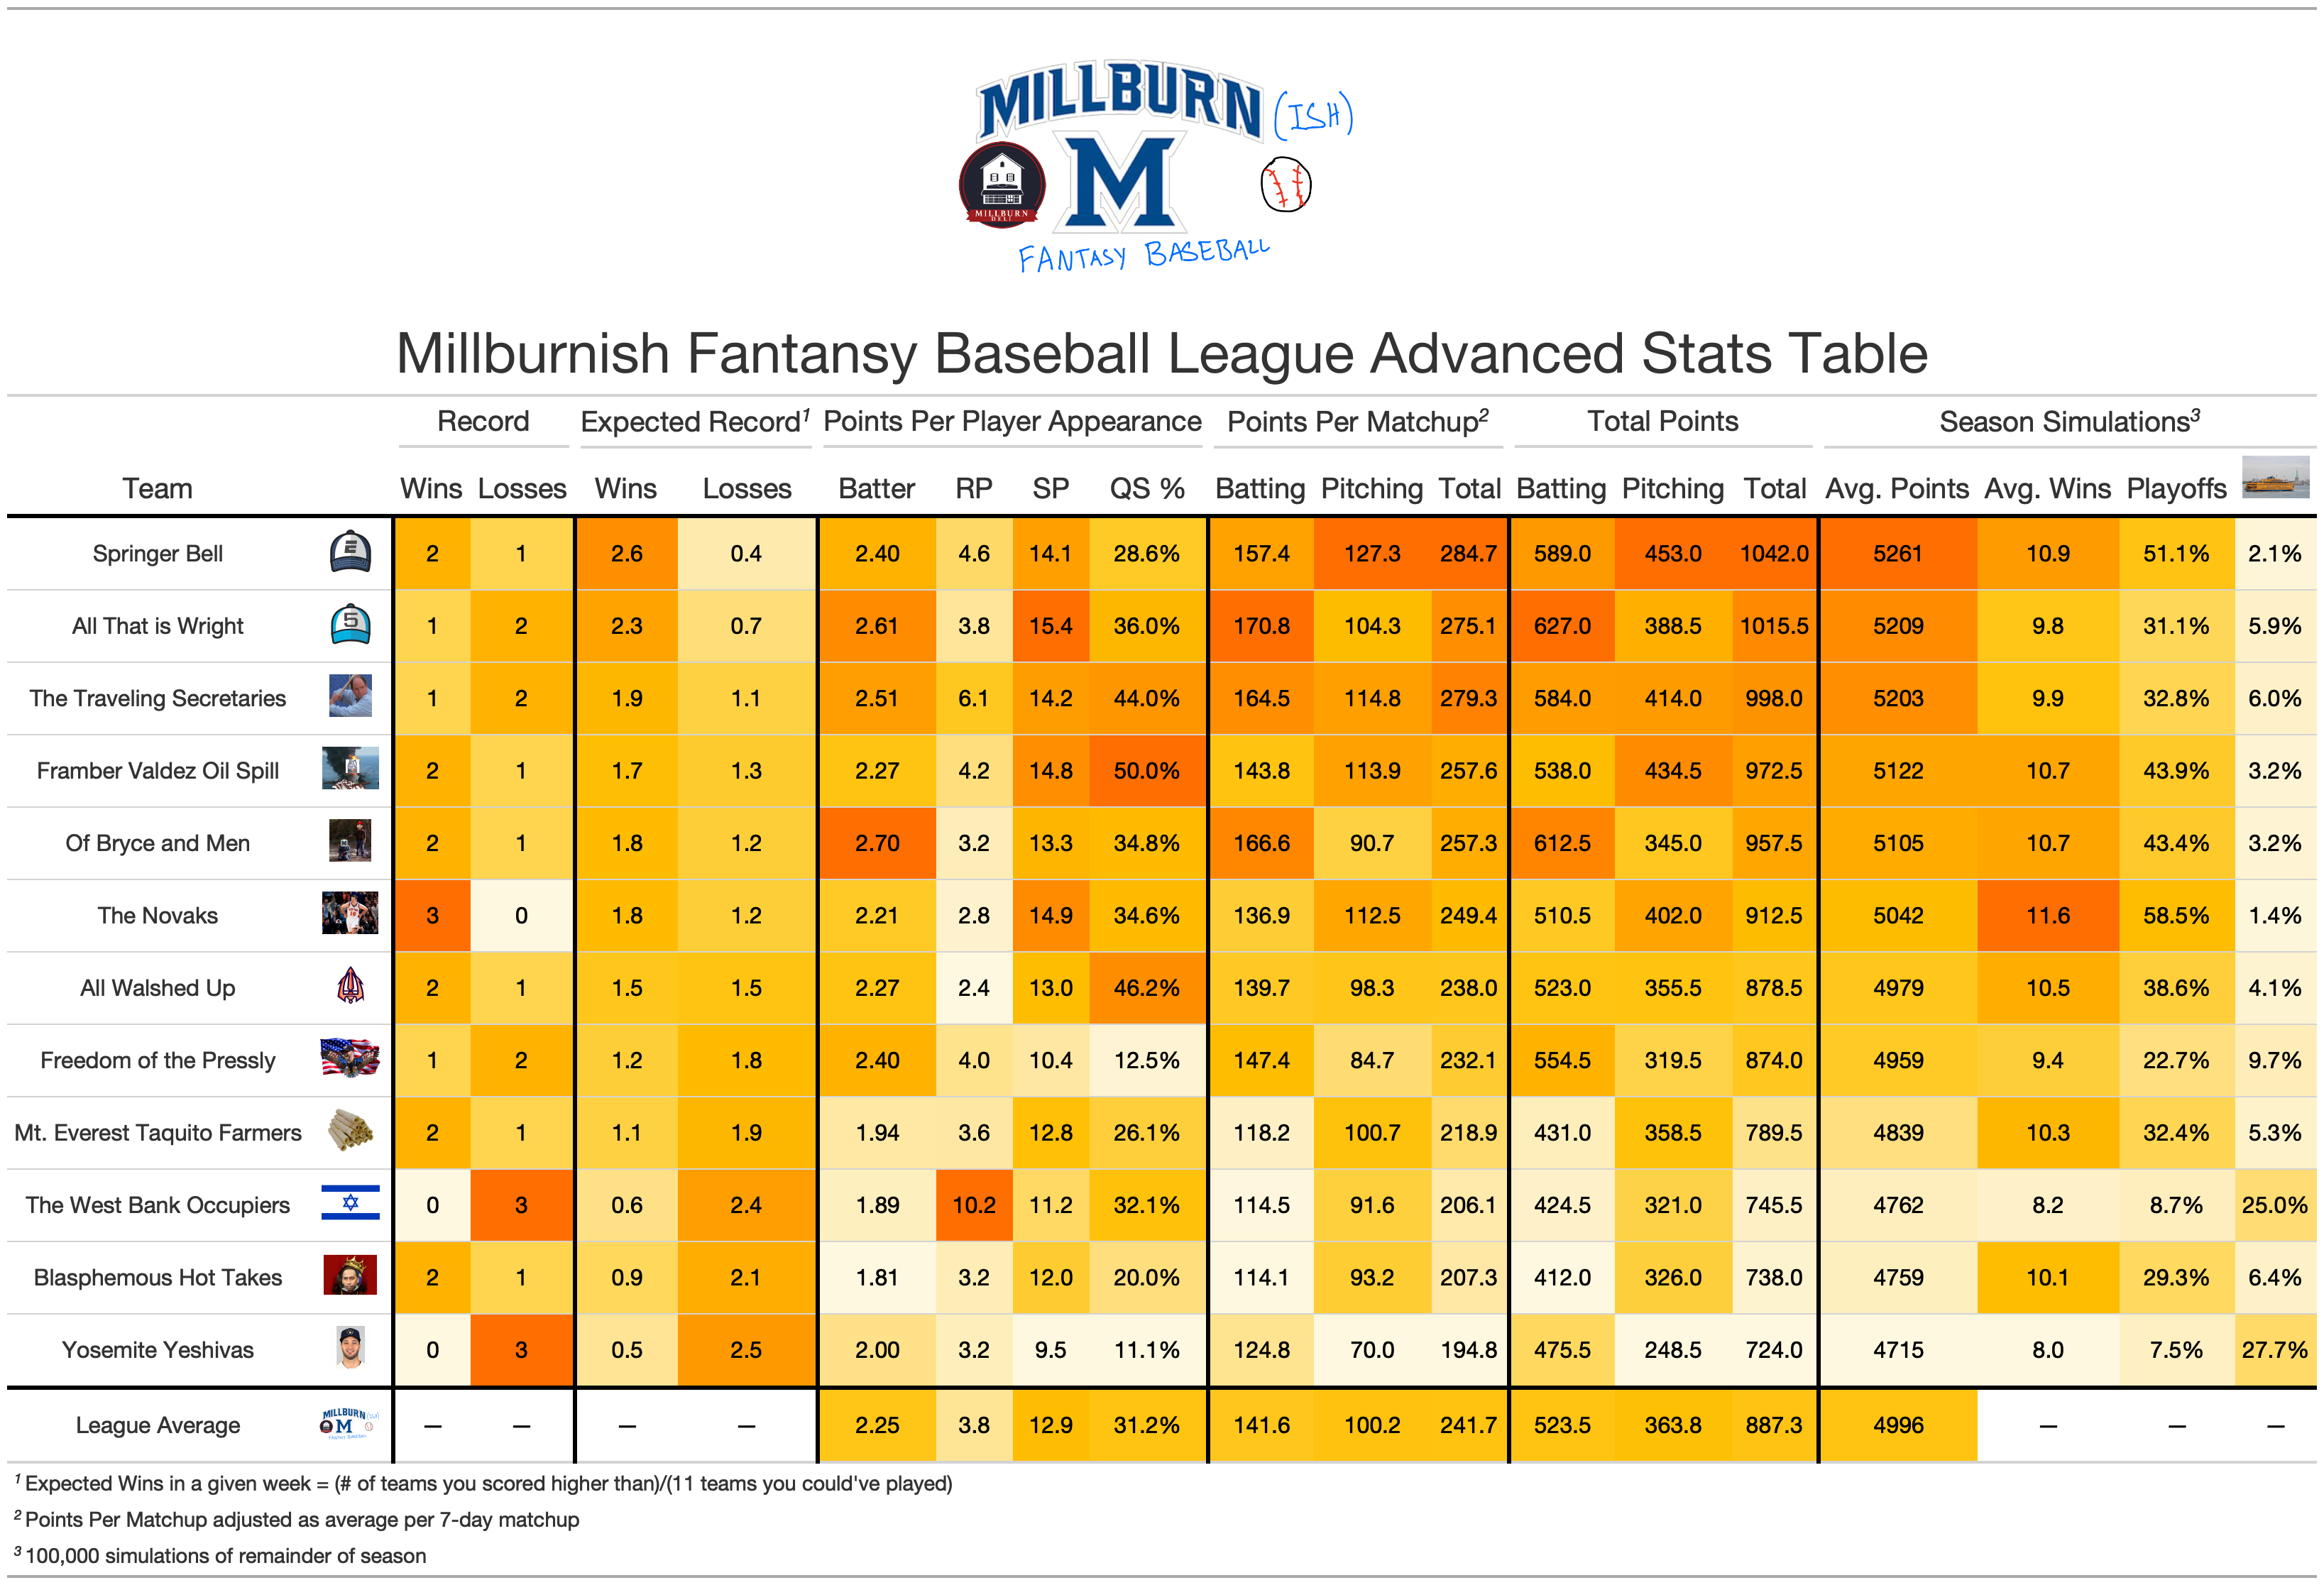 MILLBURN (ISH)
M
MILLBURN
DELI
FANTASY BASEBALL
Millburnish Fantansy Baseball League Advanced Stats Table
Record Expected Record¹ Points Per Player Appearance Points Per Matchup² Total Points Season Simulations³
Team Wins Losses Wins Losses Batter RP SP QS % Batting Pitching Total Batting Pitching Total Avg. Points Avg. Wins Playoffs
Springer Bell 2 1 2.6 0.4 2.40 4.6 14.1 28.6% 157.4 127.3 284.7 589.0 453.0 1042.0 5261 10.9 51.1% 2.1%
All That is Wright 5 1 2 2.3 0.7 2.61 3.8 15.4 36.0% 170.8 104.3 275.1 627.0 388.5 1015.5 5209 9.8 31.1% 5.9%
The Traveling Secretaries 1 2 1.9 1.1 2.51 6.1 14.2 44.0% 164.5 114.8 279.3 584.0 414.0 998.0 5203 9.9 32.8% 6.0%
Framber Valdez Oil Spill 2 1 1.7 1.3 2.27 4.2 14.8 50.0% 143.8 113.9 257.6 538.0 434.5 972.5 5122 10.7 43.9% 3.2%
Of Bryce and Men 2 1 1.8 1.2 2.70 3.2 13.3 34.8% 166.6 90.7 257.3 612.5 345.0 957.5 5105 10.7 43.4% 3.2%
The Novaks 3 0 1.8 1.2 2.21 2.8 14.9 34.6% 136.9 112.5 249.4 510.5 402.0 912.5 5042 11.6 58.5% 1.4%
All Walshed Up 2 1 1.5 1.5 2.27 2.4 13.0 46.2% 139.7 98.3 238.0 523.0 355.5 878.5 4979 10.5 38.6% 4.1%
Freedom of the Pressly 1 2 1.2 1.8 2.40 4.0 10.4 12.5% 147.4 84.7 232.1 554.5 319.5 874.0 4959 9.4 22.7% 9.7%
Mt. Everest Taquito Farmers 2 1 1.1 1.9 1.94 3.6 12.8 26.1% 118.2 100.7 218.9 431.0 358.5 789.5 4839 10.3 32.4% 5.3%
The West Bank Occupiers 0 3 0.6 2.4 1.89 10.2 11.2 32.1% 114.5 91.6 206.1 424.5 321.0 745.5 4762 8.2 8.7% 25.0%
Blasphemous Hot Takes 2 1 0.9 2.1 1.81 3.2 12.0 20.0% 114.1 93.2 207.3 412.0 326.0 738.0 4759 10.1 29.3% 6.4%
Yosemite Yeshivas 0 3 0.5 2.5 2.00 3.2 9.5 11.1% 124.8 70.0 194.8 475.5 248.5 724.0 4715 8.0 7.5% 27.7%
League Average MILLBURN (ISH) M Fantasy Baseball – – – – 2.25 3.8 12.9 31.2% 141.6 100.2 241.7 523.5 363.8 887.3 4996 – – –
¹ Expected Wins in a given week = (# of teams you scored higher than)/(11 teams you could've played)
² Points Per Matchup adjusted as average per 7-day matchup
³ 100,000 simulations of remainder of season